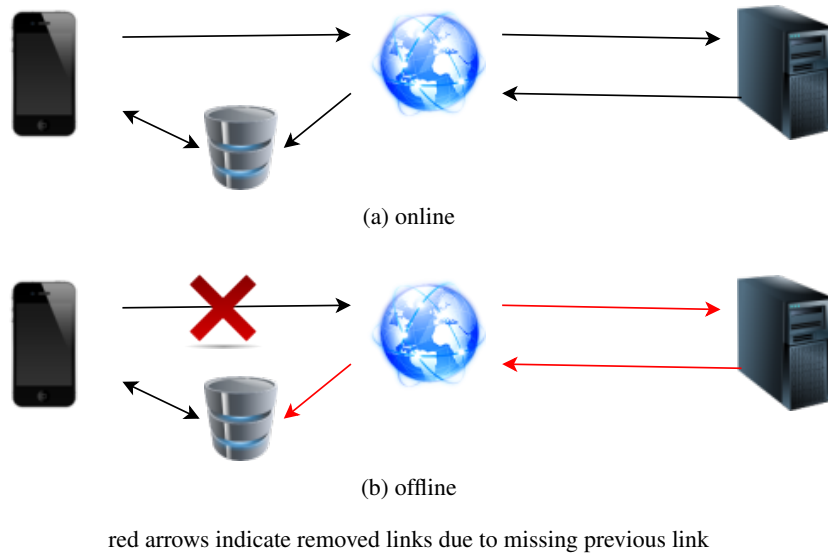 (a) online
(b) offline
red arrows indicate removed links due to missing previous link